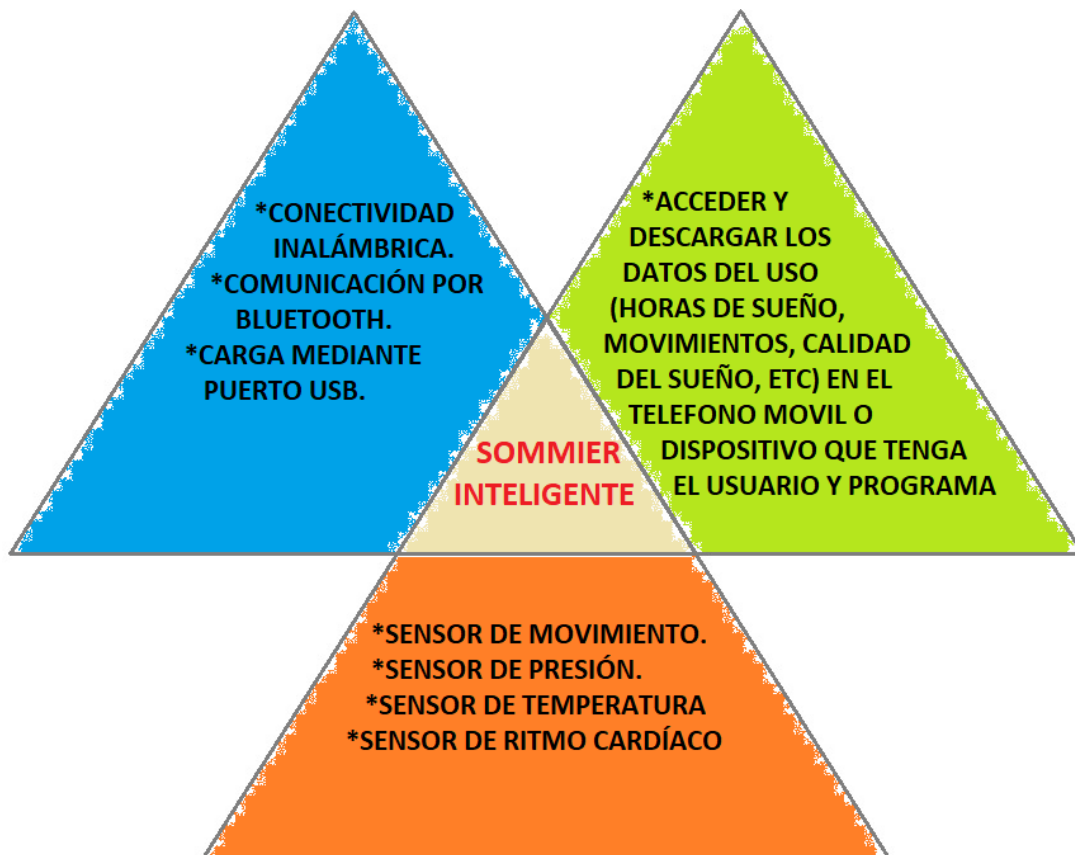 *CONECTIVIDAD
INALÁMBRICA.
*COMUNICACIÓN POR
BLUETOOTH.
*CARGA MEDIANTE
PUERTO USB.
*ACCEDER Y
DESCARGAR LOS
DATOS DEL USO
(HORAS DE SUEÑO,
MOVIMIENTOS, CALIDAD
DEL SUEÑO, ETC) EN EL
TELEFONO MOVIL O
DISPOSITIVO QUE TENGA
EL USUARIO Y PROGRAMA
SOMMIER
INTELIGENTE
*SENSOR DE MOVIMIENTO.
*SENSOR DE PRESIÓN.
*SENSOR DE TEMPERATURA
*SENSOR DE RITMO CARDÍACO